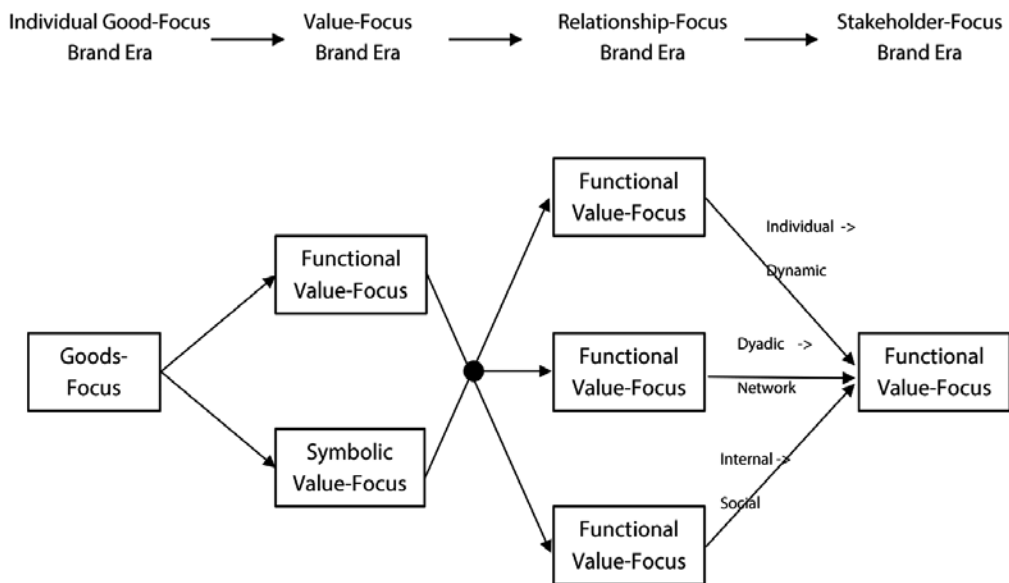 Individual Good-Focus
Brand Era
Value-Focus
Brand Era
Relationship-Focus
Brand Era
Stakeholder-Focus
Brand Era
Goods-
Focus
Functional
Value-Focus
Symbolic
Value-Focus
Functional
Value-Focus
Functional
Value-Focus
Functional
Value-Focus
Individual ->
Dynamic
Dyadic ->
Network
Internal ->
Social
Functional
Value-Focus